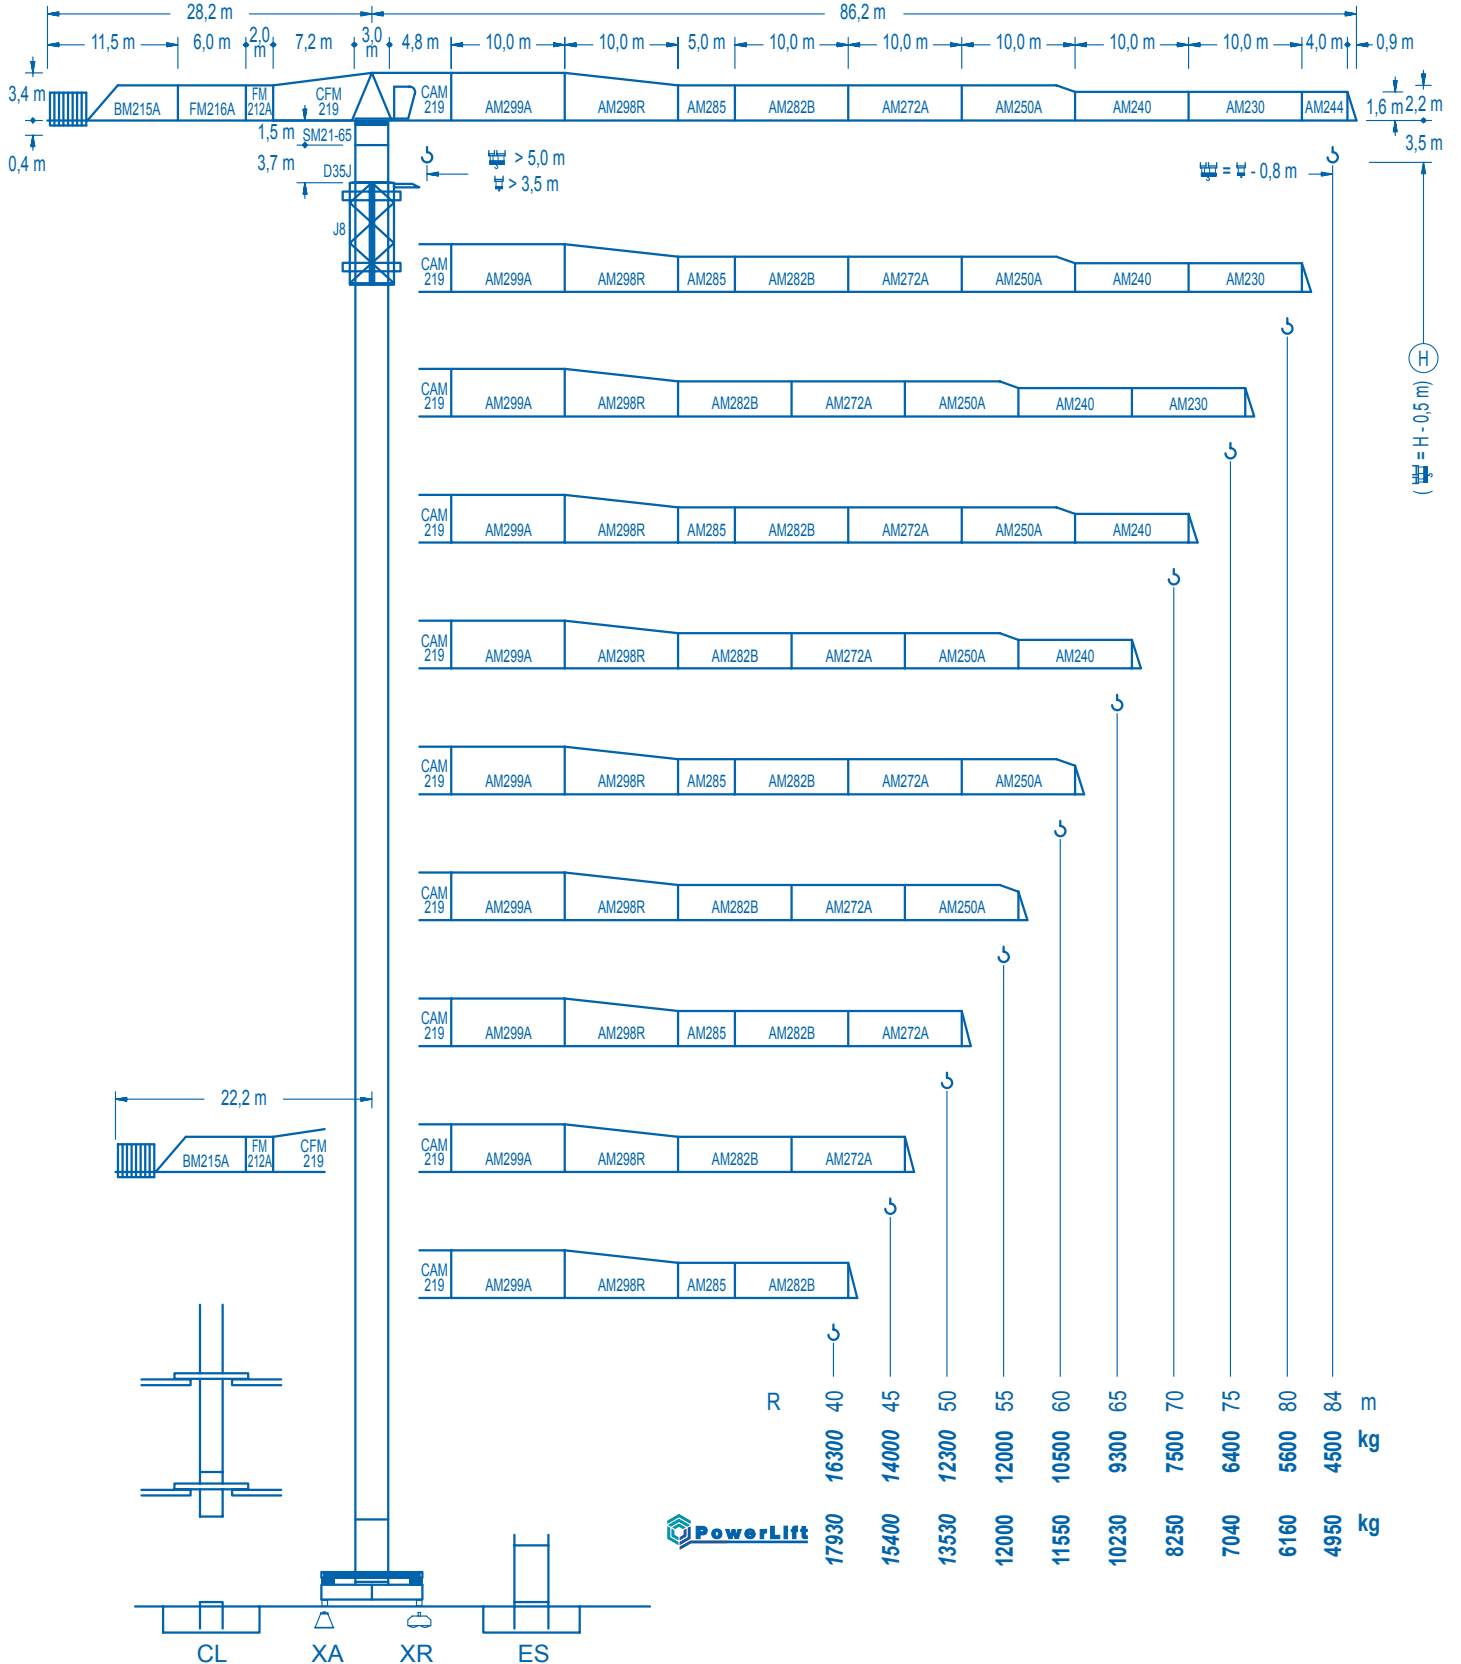 28,2 m 86,2 m
11,5 m 6,0 m 2,0 m 7,2 m 3,0 m 4,8 m 10,0 m 10,0 m 5,0 m 10,0 m 10,0 m 10,0 m 10,0 m 10,0 m 4,0 m 0,9 m
3,4 m BM215A FM216A FM 212A CFM 219 CAM 219 AM299A AM298R AM285 AM282B AM272A AM250A AM240 AM230 AM244 1,6 m 2,2 m
0,4 m 1,5 m SM21-65 3,5 m
3,7 m D35J > 5,0 m = - 0,8 m
> 3,5 m
J8
CAM 219 AM299A AM298R AM285 AM282B AM272A AM250A AM240 AM230
H
( = H - 0,5 m)
CAM 219 AM299A AM298R AM282B AM272A AM250A AM240 AM230
CAM 219 AM299A AM298R AM285 AM282B AM272A AM250A AM240
CAM 219 AM299A AM298R AM282B AM272A AM250A AM240
CAM 219 AM299A AM298R AM285 AM282B AM272A AM250A
CAM 219 AM299A AM298R AM282B AM272A AM250A
CAM 219 AM299A AM298R AM285 AM282B AM272A
22,2 m
BM215A FM 212A CFM 219 CAM 219 AM299A AM298R AM282B AM272A
CAM 219 AM299A AM298R AM285 AM282B
R 40 45 50 55 60 65 70 75 80 84 m
16300 14000 12300 12000 10500 9300 7500 6400 5600 4500 kg
PowerLift 17930 15400 13530 12000 11550 10230 8250 7040 6160 4950 kg
CL XA XR ES